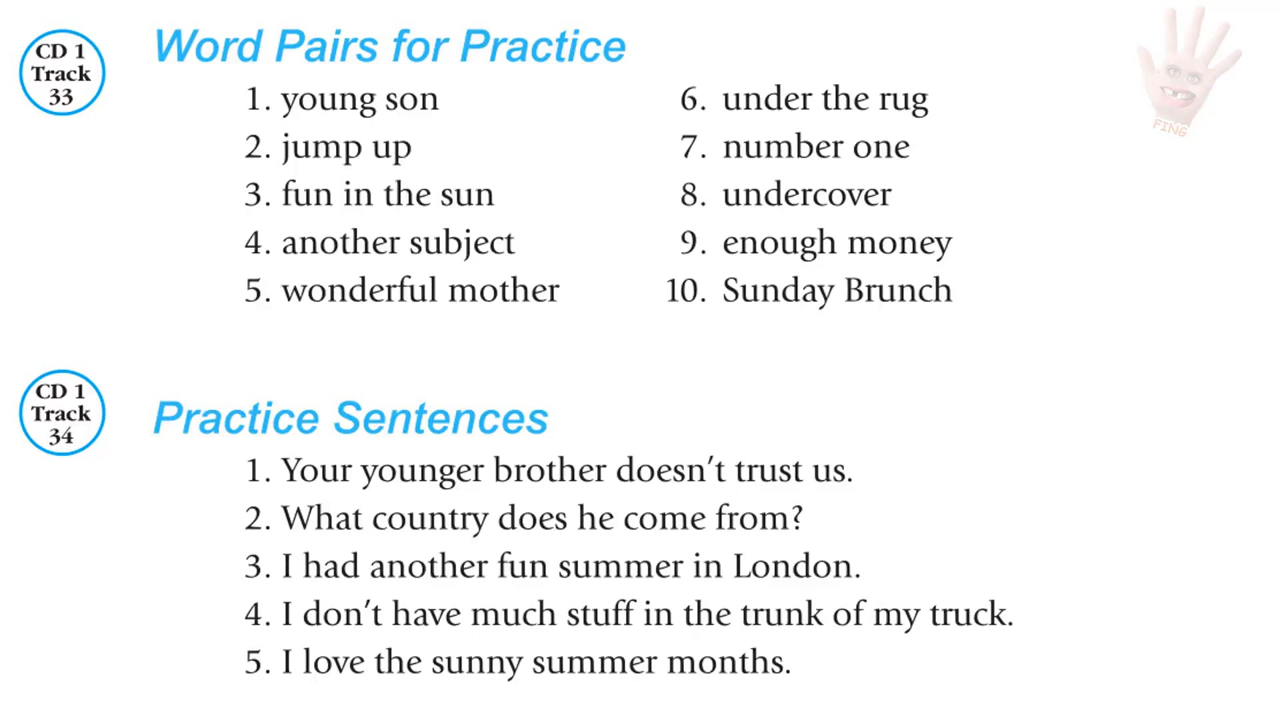 CD 1
Track
33
Word Pairs for Practice
1. young son
2. jump up
3. fun in the sun
4. another subject
5. wonderful mother
6. under the rug
7. number one
8. undercover
9. enough money
10. Sunday Brunch
FING
CD 1
Track
34
Practice Sentences
1. Your younger brother doesn't trust us.
2. What country does he come from?
3. I had another fun summer in London.
4. I don't have much stuff in the trunk of my truck.
5. I love the sunny summer months.